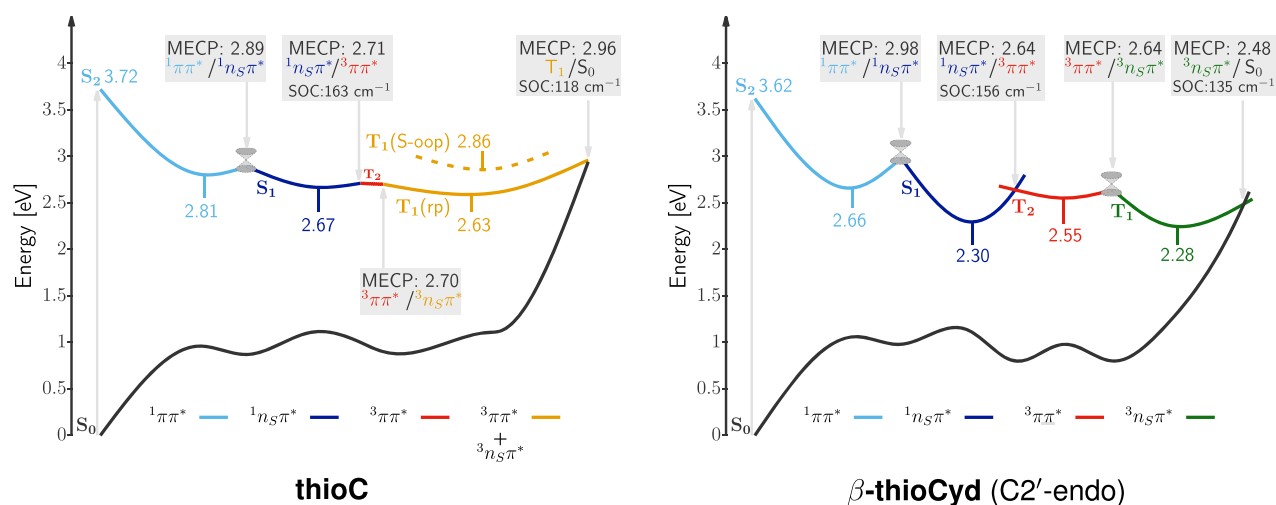 MECP: 2.89
¹ππ* /¹n_Sπ*
MECP: 2.71
¹n_Sπ*/³ππ*
SOC:163 cm⁻¹
MECP: 2.96
T₁/S₀
SOC:118 cm⁻¹
S₂ 3.72
T₁(S-oop) 2.86
S₁
T₂
T₁(rp)
2.81
2.67
2.63
MECP: 2.70
³ππ* /³n_Sπ*
Energy [eV]
4
3.5
3
2.5
2
1.5
1
0.5
0
S₀
¹ππ*
¹n_Sπ*
³ππ*
³ππ*
+
³n_Sπ*
thioC
MECP: 2.98
¹ππ* /¹n_Sπ*
MECP: 2.64
¹n_Sπ*/³ππ*
SOC:156 cm⁻¹
MECP: 2.64
³ππ* /³n_Sπ*
MECP: 2.48
³n_Sπ*/S₀
SOC:135 cm⁻¹
S₂ 3.62
S₁
T₂
T₁
2.66
2.30
2.55
2.28
Energy [eV]
4
3.5
3
2.5
2
1.5
1
0.5
0
S₀
¹ππ*
¹n_Sπ*
³ππ*
³n_Sπ*
β-thioCyd (C2′-endo)